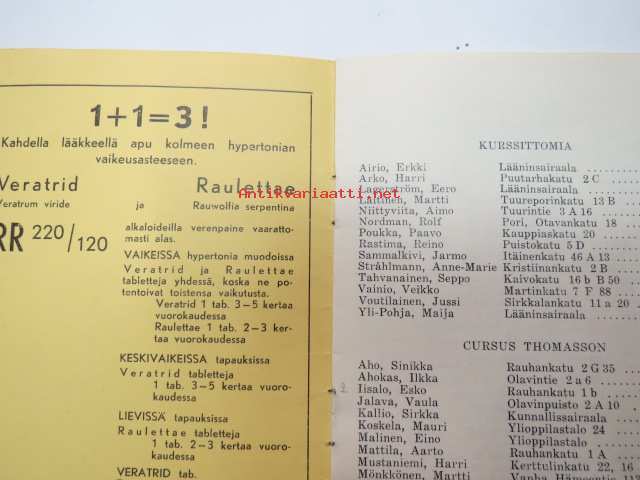 1+1=3!
Kahdella lääkkeellä apu kolmeen hypertonian
vaikeusasteeseen.
Veratrid
Raulettae
Veratrum viride
ja
Rauwolfia serpentina
RR 220/120
alkaloideilla verenpaine vaaratto-
masti alas.
VAIKEISSA hypertonia muodoissa
Veratrid ja Raulettae
tabletteja yhdessä, koska ne po-
tentoivat toistensa vaikutusta.
Veratrid 1 tab. 3–5 kertaa
vuorokaudessa
Raulettae 1 tab. 2–3 ker-
taa vuorokaudessa
KESKIVAIKEISSA tapauksissa
Veratrid tabletteja
1 tab. 3–5 kertaa vuoro-
kaudessa
LIEVISSÄ tapauksissa
Raulettae tabletteja
1 tab. 2–3 kertaa vuoro-
kaudessa
VERATRID tab.
Antikvariaatti.net
KURSSITTOMIA
Airio, Erkki Lääninsairaala
Arko, Harri Puutarhakatu 2 C
Lagerström, Eero Lääninsairaala
Laitinen, Martti Tuureporinkatu 13 B
Niittyviita, Aimo Tuurintie 3 A 16
Nordman, Rolf Pori, Otavankatu 18
Poukka, Paavo Kauppiaskatu 20
Rastima, Reino Puistokatu 5 D
Sammalkivi, Jarmo Itäinenkatu 46 A 13
Stråhlmann, Anne-Marie Kristiinankatu 2 B
Tahvanainen, Seppo Kaivokatu 16 b B 50
Vainio, Veikko Martinkatu 7 F 88
Voutilainen, Jussi Sirkkalankatu 11 a 20
Yli-Pohja, Maija Lääninsairaala
CURSUS THOMASSON
Aho, Sinikka Rauhankatu 2 G 35
Ahokas, Ilkka Olavintie 2 a 6
Iisalo, Esko Rauhankatu 1 b
Jalava, Vaula Olavinpuisto 2 A 10
Kallio, Sirkka Kunnallissairaala
Koskela, Mauri Ylioppilastalo 24
Malinen, Eino Ylioppilastalo
Mattila, Aarto Rauhankatu 1 A
Mustaniemi, Harri Kerttulinkatu 22, 16
Mönkkönen, Martti Vanha Hämeentie